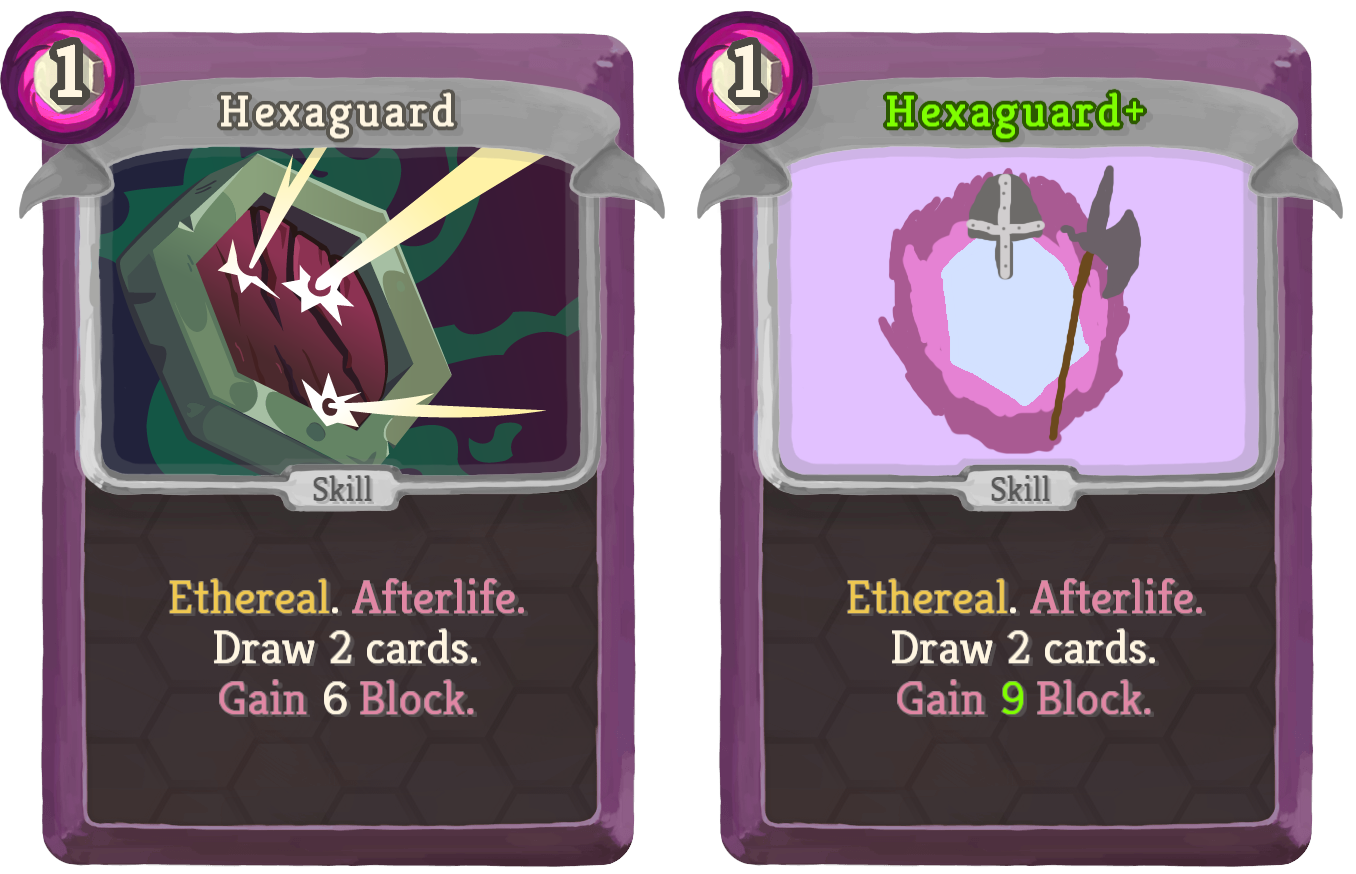 1
Hexaguard
Skill
Ethereal. Afterlife.
Draw 2 cards.
Gain 6 Block.
1
Hexaguard+
Skill
Ethereal. Afterlife.
Draw 2 cards.
Gain 9 Block.